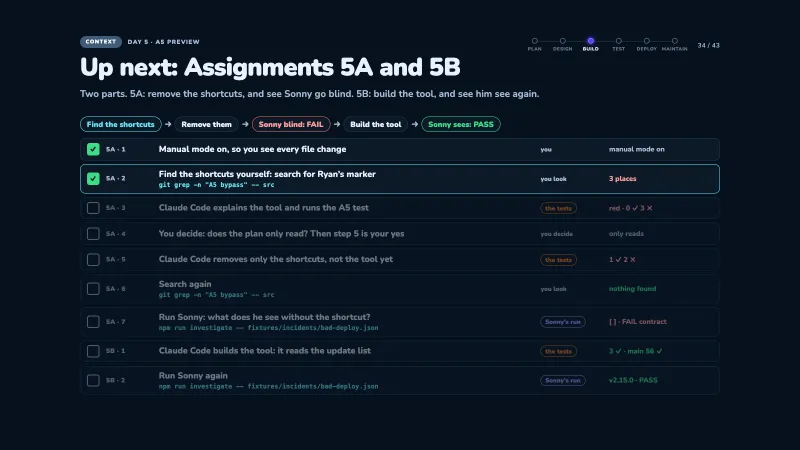 CONTEXT DAY 5 · A5 PREVIEW
PLAN DESIGN BUILD TEST DEPLOY MAINTAIN
34 / 43
Up next: Assignments 5A and 5B
Two parts. 5A: remove the shortcuts, and see Sonny go blind. 5B: build the tool, and see him see again.
Find the shortcuts → Remove them → Sonny blind: FAIL → Build the tool → Sonny sees: PASS
5A · 1 Manual mode on, so you see every file change you manual mode on
5A · 2 Find the shortcuts yourself: search for Ryan's marker you look 3 places
git grep -n "A5 bypass" -- src
5A · 3 Claude Code explains the tool and runs the A5 test the tests red · 0 ✓ 3 ✕
5A · 4 You decide: does the plan only read? Then step 5 is your yes you decide only reads
5A · 5 Claude Code removes only the shortcuts, not the tool yet the tests 1 ✓ 2 ✕
5A · 6 Search again you look nothing found
git grep -n "A5 bypass" -- src
5A · 7 Run Sonny: what does he see without the shortcut? Sonny's run [ ] · FAIL contract
npm run investigate -- fixtures/incidents/bad-deploy.json
5B · 1 Claude Code builds the tool: it reads the update list the tests 3 ✓ · main 56 ✓
5B · 2 Run Sonny again Sonny's run v2.15.0 · PASS
npm run investigate -- fixtures/incidents/bad-deploy.json